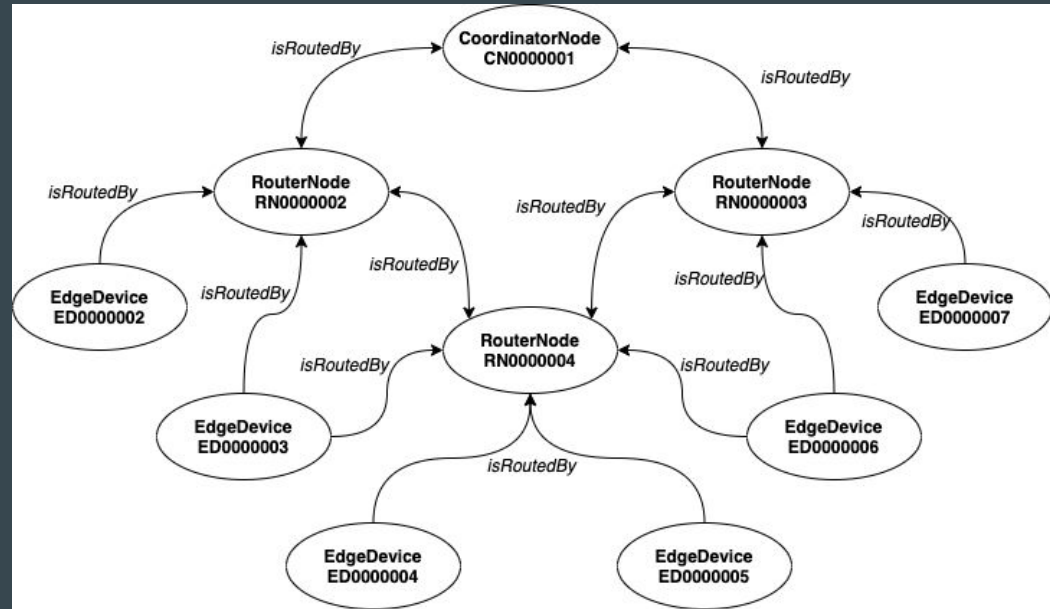 isRoutedBy
CoordinatorNode
CN0000001
isRoutedBy
RouterNode
RN0000002
RouterNode
RN0000003
isRoutedBy
isRoutedBy
isRoutedBy
isRoutedBy
isRoutedBy
isRoutedBy
EdgeDevice
ED0000002
EdgeDevice
ED0000007
RouterNode
RN0000004
isRoutedBy
isRoutedBy
EdgeDevice
ED0000003
EdgeDevice
ED0000006
isRoutedBy
EdgeDevice
ED0000004
EdgeDevice
ED0000005